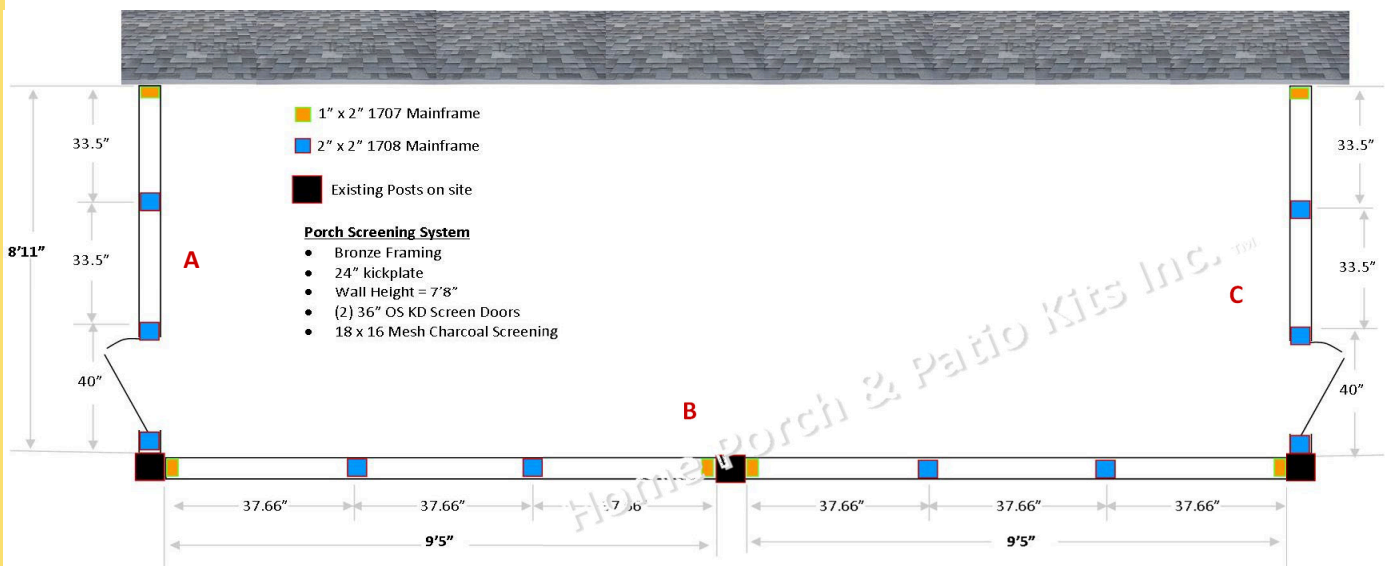 1” x 2” 1707 Mainframe
2” x 2” 1708 Mainframe
Existing Posts on site
Porch Screening System
• Bronze Framing
• 24” kickplate
• Wall Height = 7’8”
• (2) 36” OS KD Screen Doors
• 18 x 16 Mesh Charcoal Screening
8’11”
33.5”
33.5”
40”
A
B
C
33.5”
33.5”
40”
Home Porch & Patio Kits Inc. ™
37.66”
37.66”
37.66
37.66”
37.66”
37.66”
9’5”
9’5”